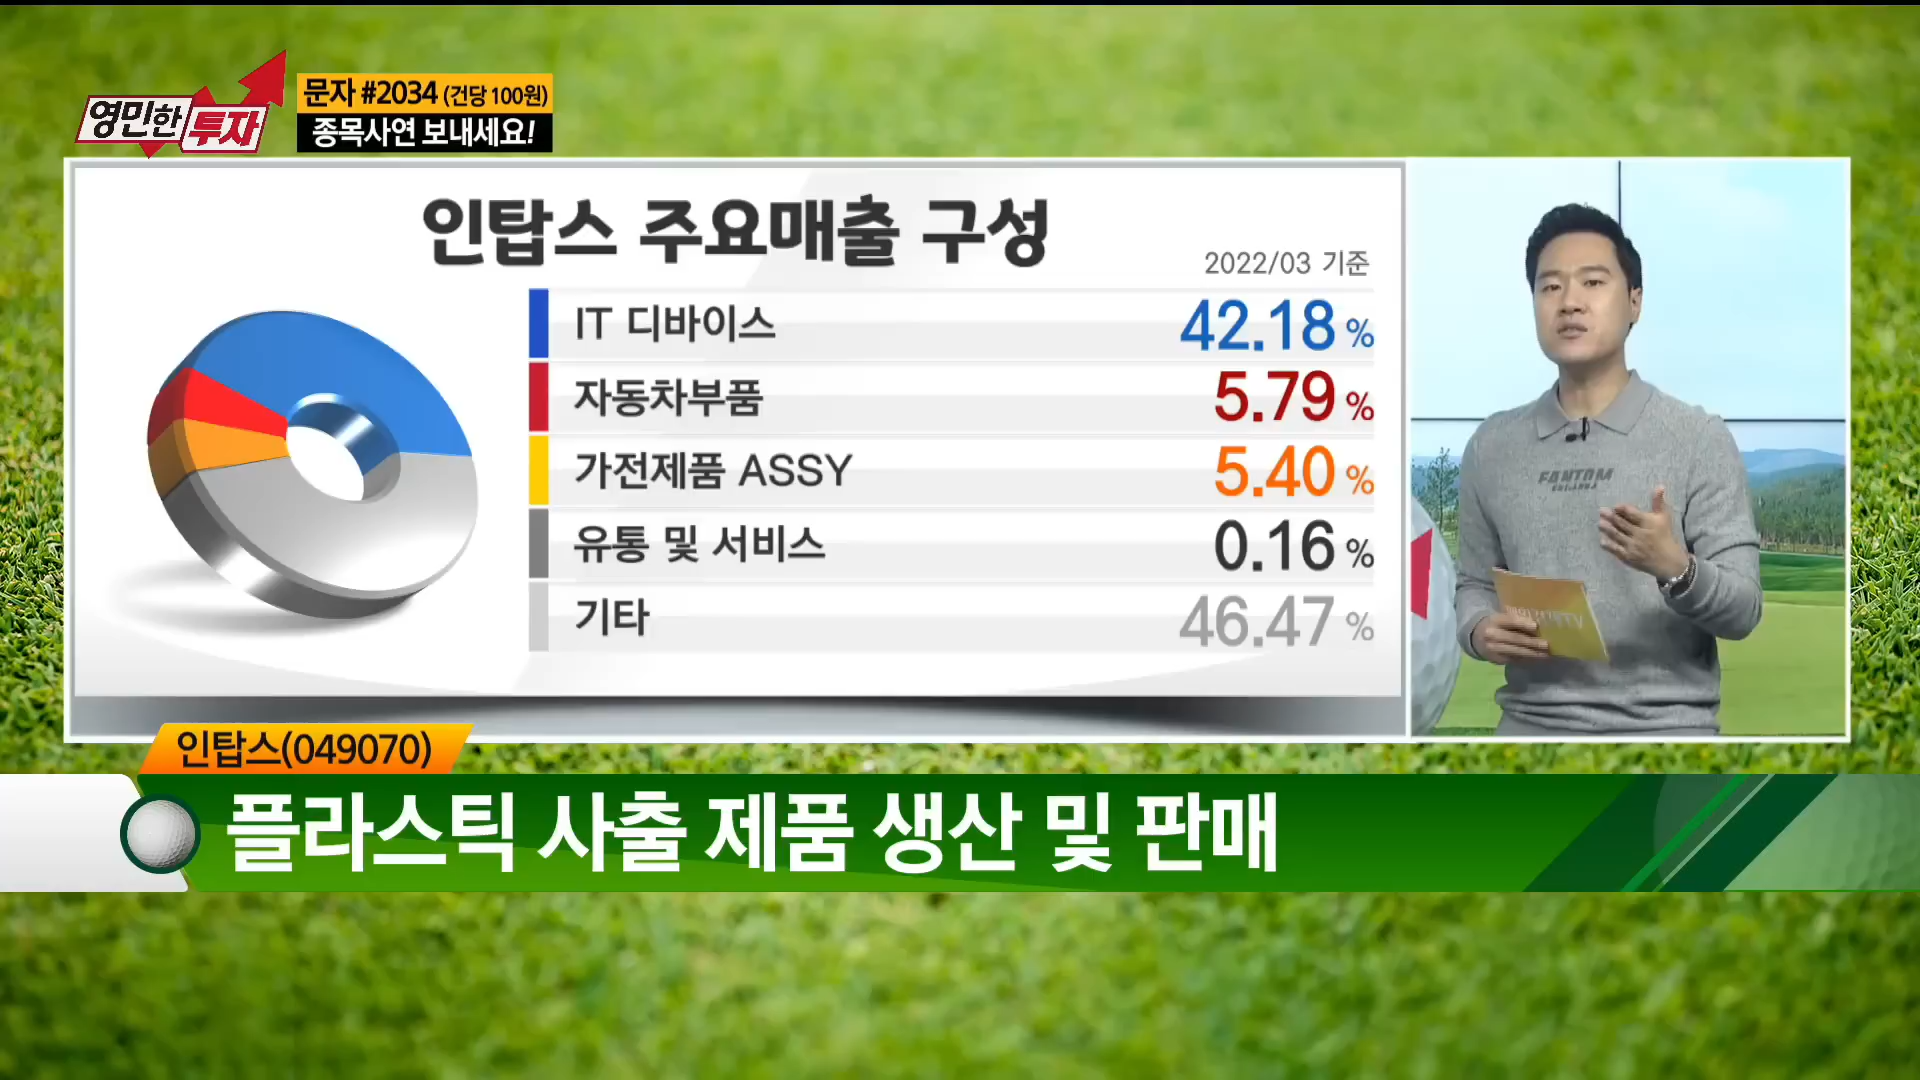 영민한 투자
문자 #2034 (건당 100원)
종목사연 보내세요!
인탑스 주요매출 구성
2022/03 기준
IT 디바이스 42.18 %
자동차부품 5.79 %
가전제품 ASSY 5.40 %
유통 및 서비스 0.16 %
기타 46.47 %
FANTOM
인탑스(049070)
플라스틱 사출 제품 생산 및 판매